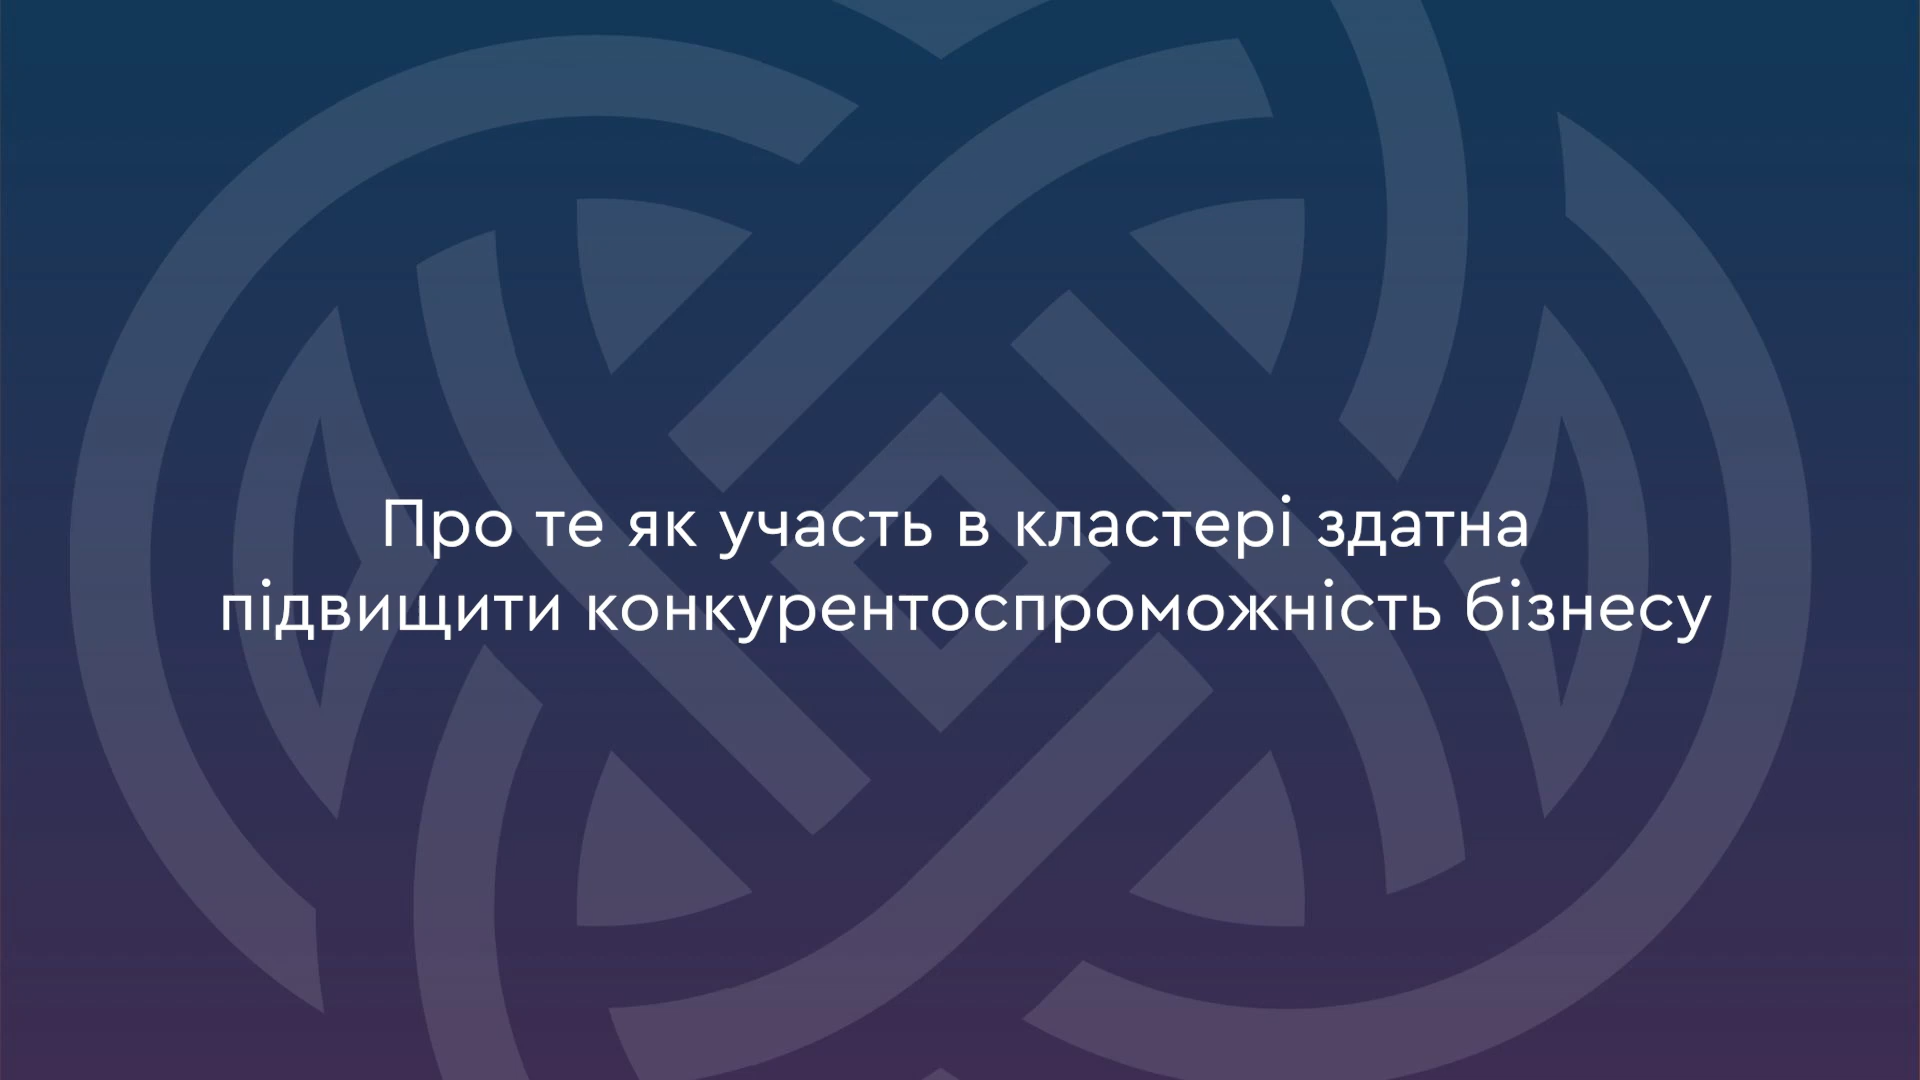 Про те як участь в кластері здатна
підвищити конкурентоспроможність бізнесу